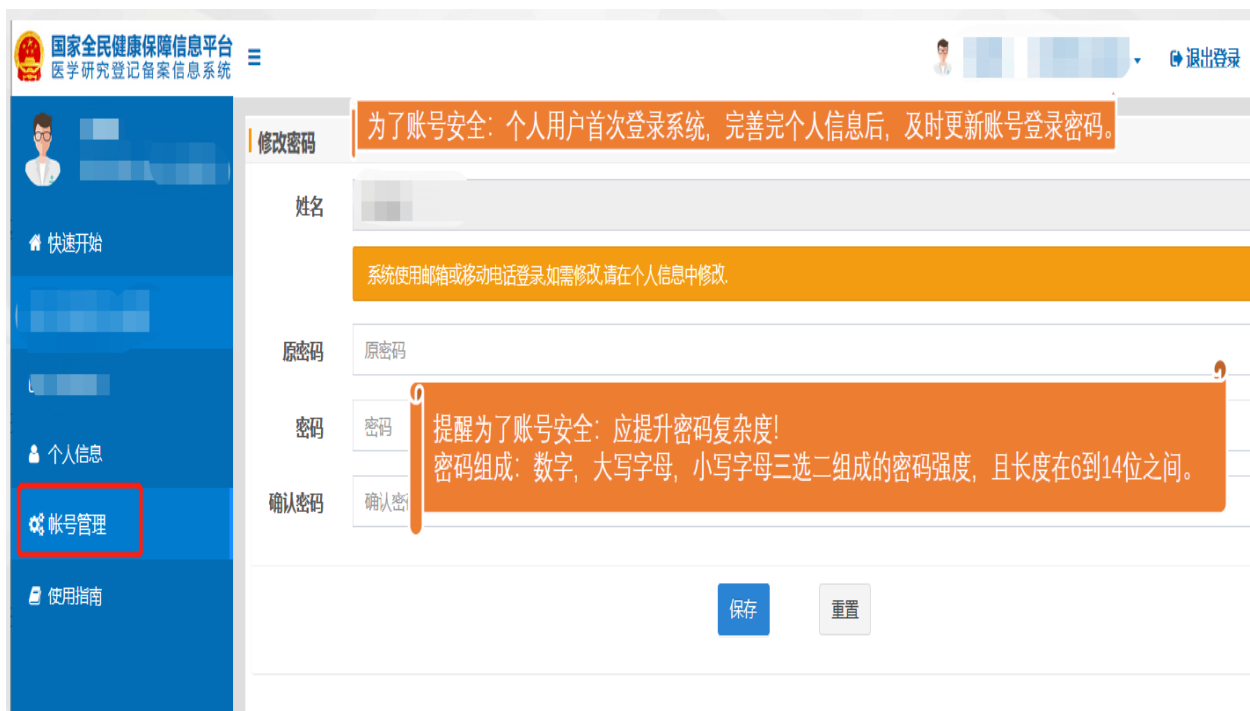 国家全民健康保障信息平台
医学研究登记备案信息系统
退出登录
修改密码
为了账号安全：个人用户首次登录系统，完善完个人信息后，及时更新账号登录密码。
姓名
快速开始
系统使用邮箱或移动电话登录,如需修改,请在个人信息中修改.
原密码
原密码
密码
密码
提醒为了账号安全：应提升密码复杂度!
密码组成：数字，大写字母，小写字母三选二组成的密码强度，且长度在6到14位之间。
个人信息
确认密码
确认密
帐号管理
使用指南
保存
重置